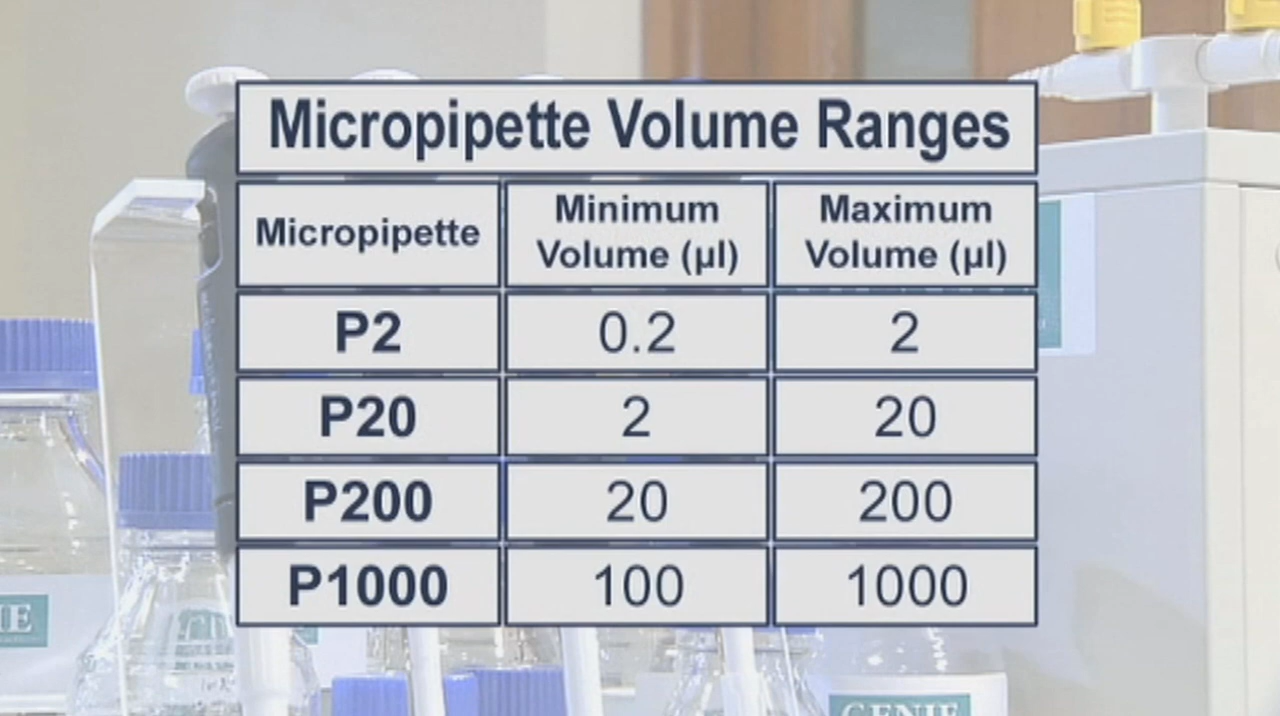 Micropipette Volume Ranges
Micropipette
Minimum
Volume (µl)
Maximum
Volume (µl)
P2 0.2 2
P20 2 20
P200 20 200
P1000 100 1000
GENIE